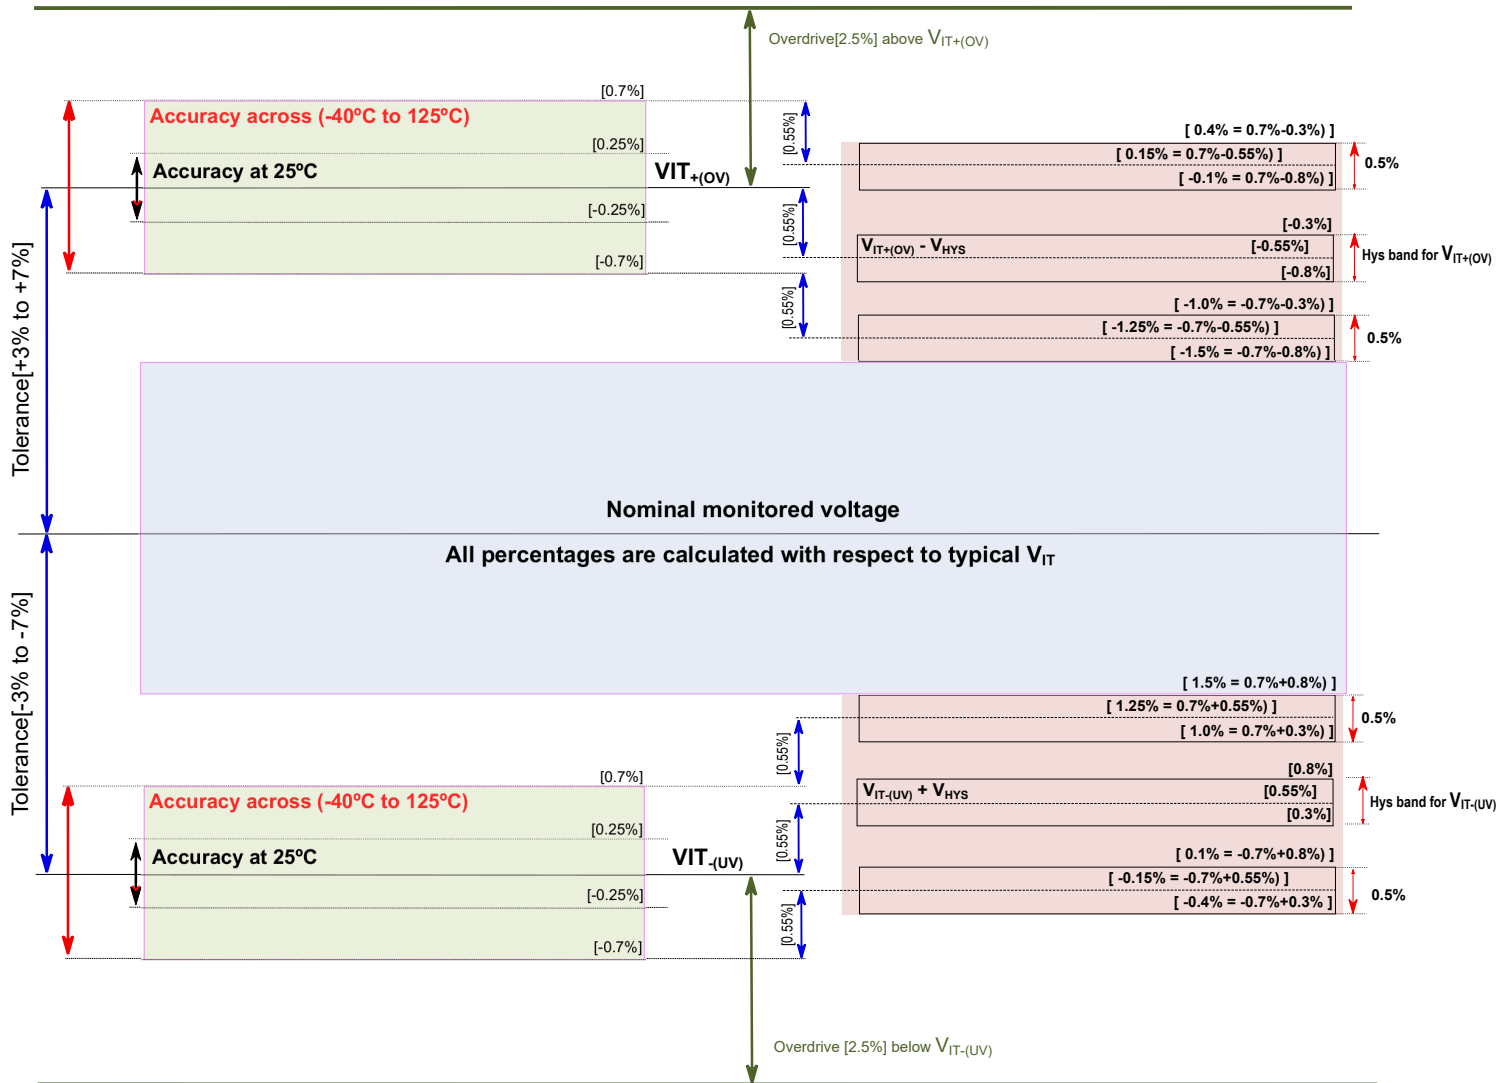 Overdrive[2.5%] above VIT+(OV)
[0.7%]
Accuracy across (-40ºC to 125ºC)
[0.25%]
Accuracy at 25ºC
VIT+(OV)
[-0.25%]
[-0.7%]
[0.55%]
[0.55%]
[0.55%]
[ 0.4% = 0.7%-0.3%) ]
[ 0.15% = 0.7%-0.55%) ]
[ -0.1% = 0.7%-0.8%) ]
0.5%
[-0.3%]
VIT+(OV) - VHYS
[-0.55%]
[-0.8%]
Hys band for VIT+(OV)
[ -1.0% = -0.7%-0.3%) ]
[ -1.25% = -0.7%-0.55%) ]
[ -1.5% = -0.7%-0.8%) ]
0.5%
Tolerance[+3% to +7%]
Nominal monitored voltage
All percentages are calculated with respect to typical VIT
Tolerance[-3% to -7%]
[ 1.5% = 0.7%+0.8%) ]
[ 1.25% = 0.7%+0.55%) ]
[ 1.0% = 0.7%+0.3%) ]
0.5%
[0.55%]
[0.7%]
Accuracy across (-40ºC to 125ºC)
[0.25%]
Accuracy at 25ºC
VIT-(UV)
[-0.25%]
[-0.7%]
[0.55%]
[0.55%]
[0.8%]
VIT-(UV) + VHYS
[0.55%]
[0.3%]
Hys band for VIT-(UV)
[ 0.1% = -0.7%+0.8%) ]
[ -0.15% = -0.7%+0.55%) ]
[ -0.4% = -0.7%+0.3% ]
0.5%
Overdrive [2.5%] below VIT-(UV)